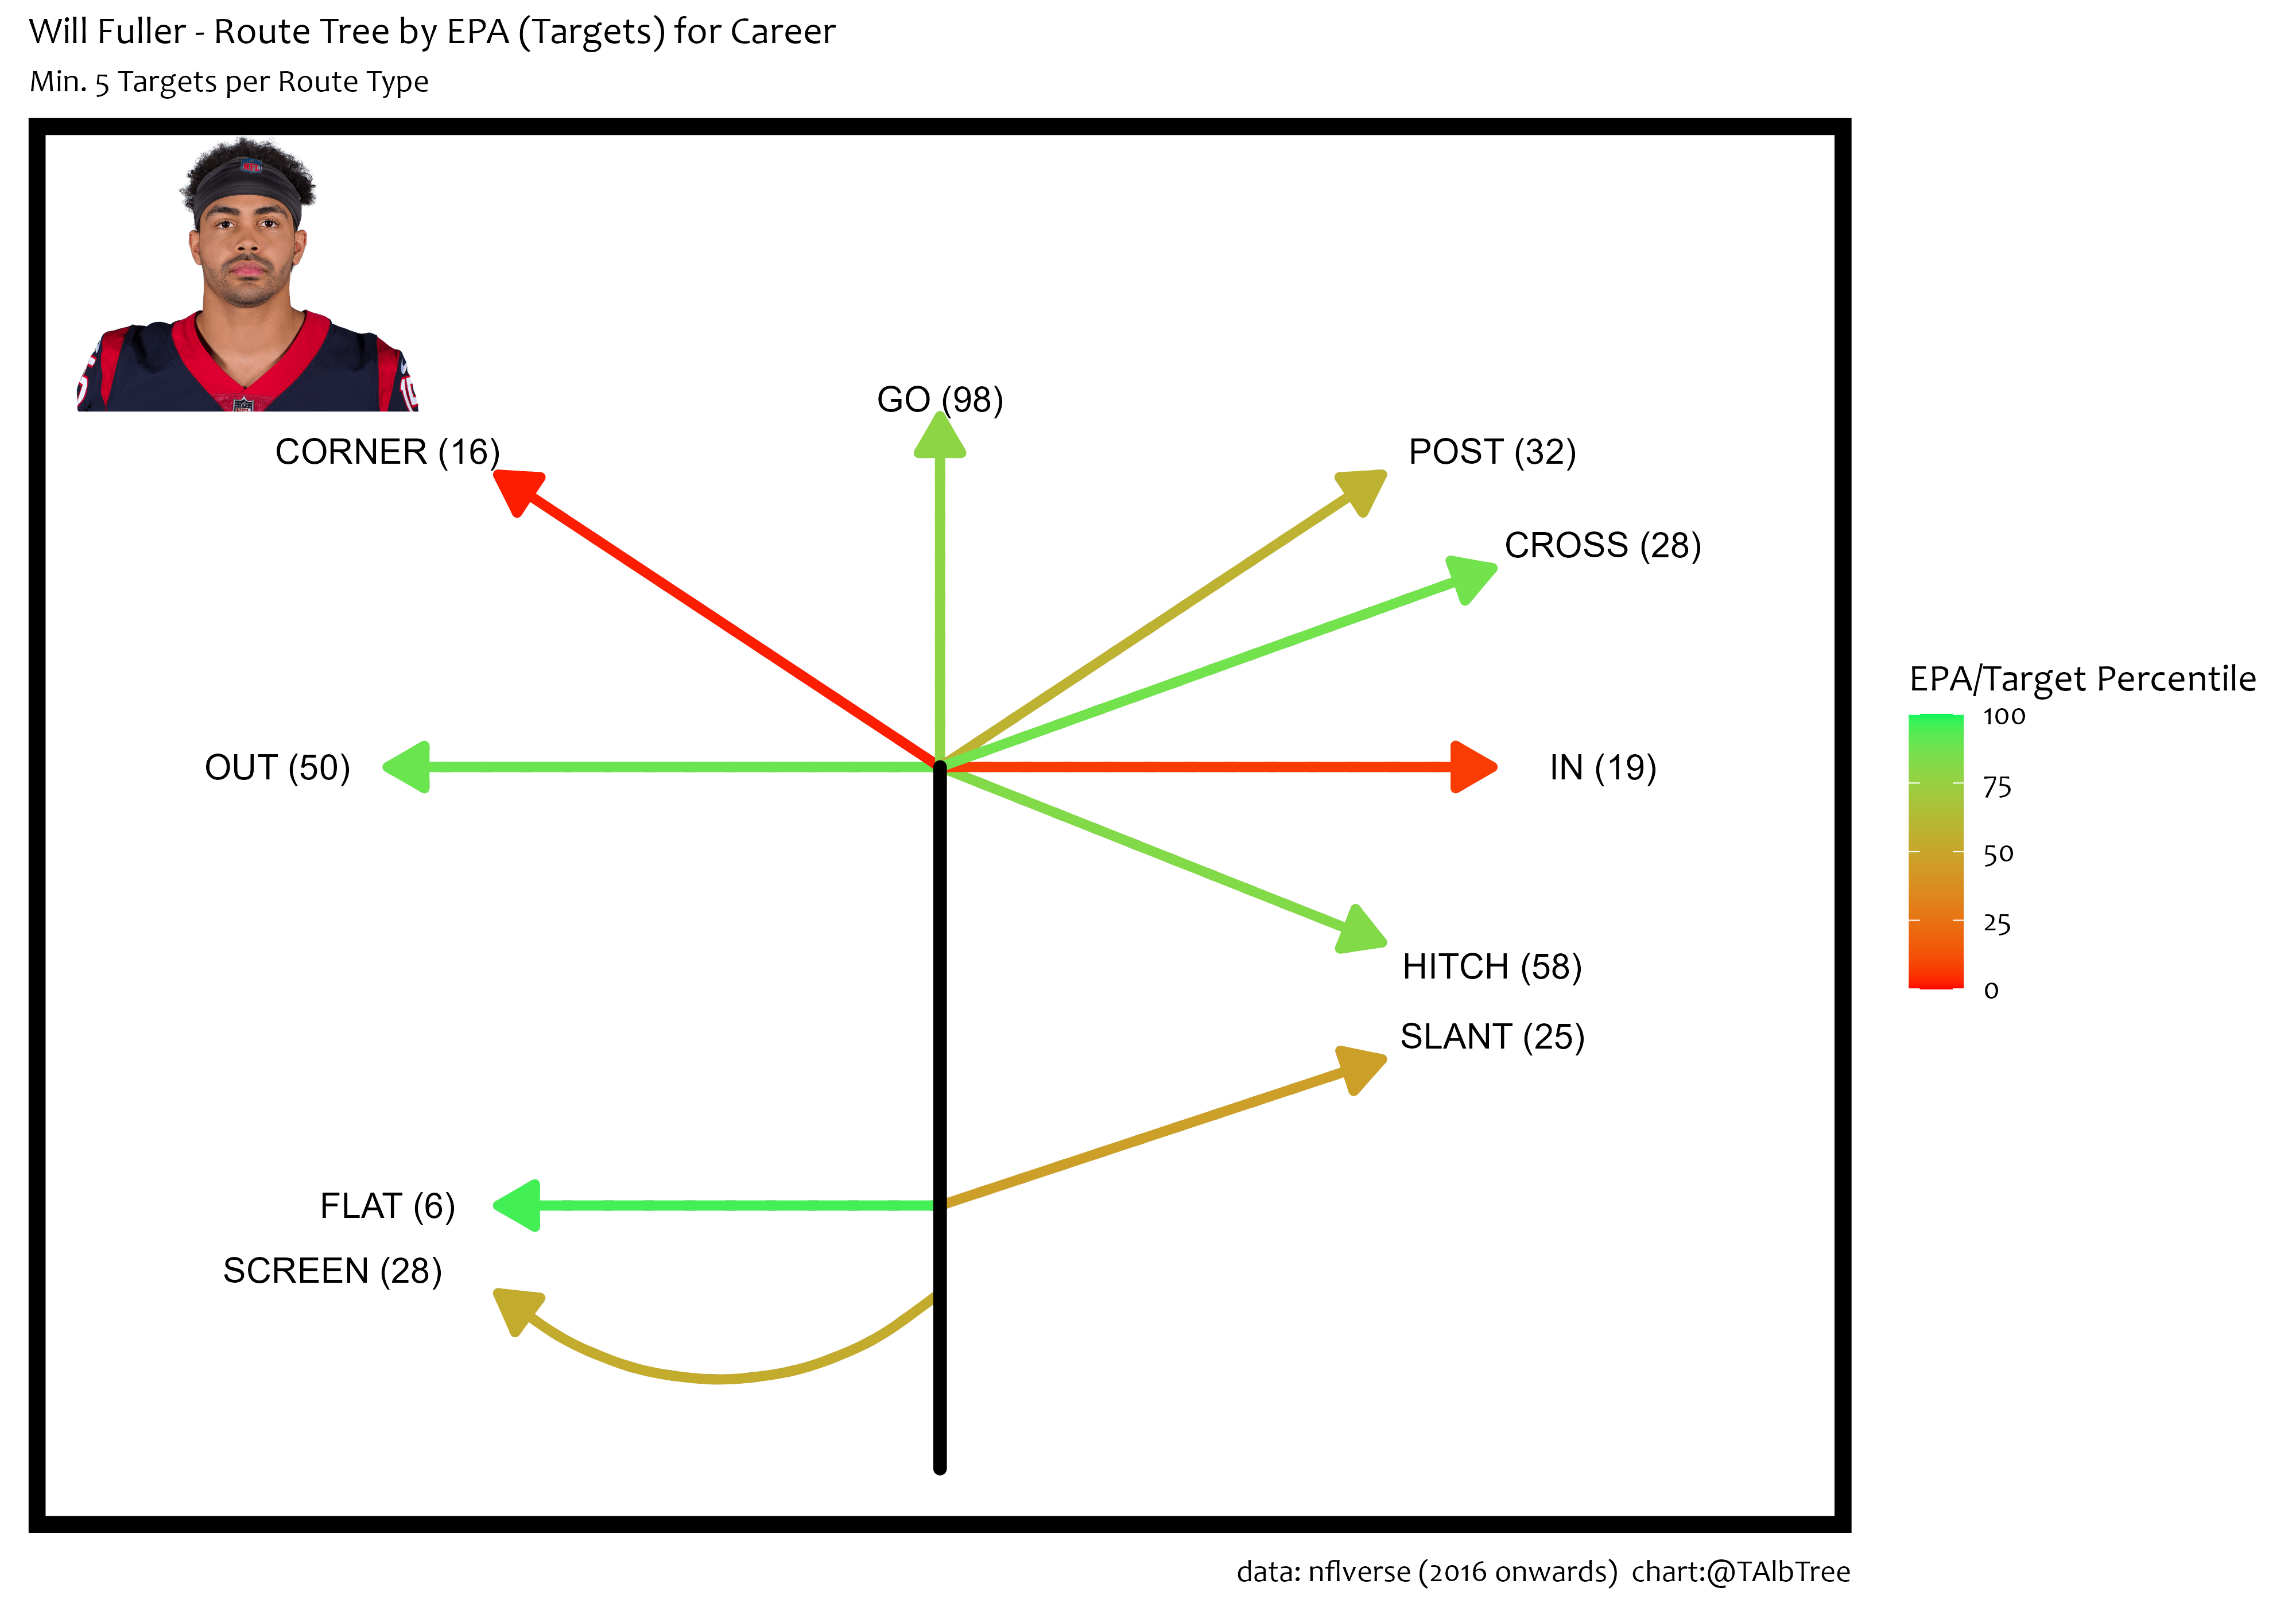 Will Fuller - Route Tree by EPA (Targets) for Career
Min. 5 Targets per Route Type
NFL
GO (98)
CORNER (16)
POST (32)
CROSS (28)
OUT (50)
IN (19)
HITCH (58)
SLANT (25)
FLAT (6)
SCREEN (28)
EPA/Target Percentile
100
75
50
25
0
data: nflverse (2016 onwards) chart:@TAlbTree